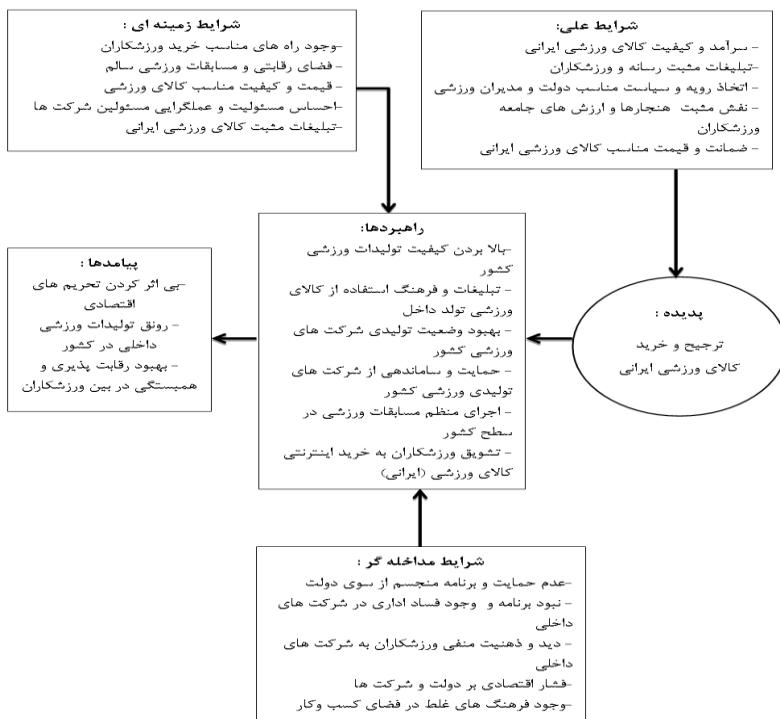 شرایط علی:
- سرآمد و کیفیت کالای ورزشی ایرانی
-تبلیغات مثبت رسانه و ورزشکاران
- اتخاذ رویه و سیاست مناسب دولت و مدیران ورزشی
- نقش مثبت هنجارها و ارزش های جامعه
ورزشکاران
- ضمانت و قیمت مناسب کالای ورزشی ایرانی
شرایط زمینه ای :
-وجود راه های مناسب خرید ورزشکاران
- فضای رقابتی و مسابقات ورزشی سالم
- قیمت و کیفیت مناسب کالای ورزشی
-احساس مسئولیت و عملگرایی مسئولین شرکت ها
-تبلیغات مثبت کالای ورزشی ایرانی
پدیده :
ترجیح و خرید
کالای ورزشی ایرانی
راهبردها:
-بالا بردن کیفیت تولیدات ورزشی
کشور
- تبلیغات و فرهنگ استفاده از کالای
ورزشی تولد داخل
- بهبود وضعیت تولیدی شرکت های
ورزشی کشور
- حمایت و ساماندهی از شرکت های
تولیدی ورزشی کشور
- اجرای منظم مسابقات ورزشی در
سطح کشور
- تشویق ورزشکاران به خرید اینترنتی
کالای ورزشی (ایرانی)
پیامدها :
-بی اثر کردن تحریم های
اقتصادی
- رونق تولیدات ورزشی
داخلی در کشور
- بهبود رقابت پذیری و
همبستگی در بین ورزشکاران
شرایط مداخله گر :
-عدم حمایت و برنامه منجسم از سوی دولت
- نبود برنامه و وجود فساد اداری در شرکت های
داخلی
- دید و ذهنیت منفی ورزشکاران به شرکت های
داخلی
-فشار اقتصادی بر دولت و شرکت ها
-وجود فرهنگ های غلط در فضای کسب وکار